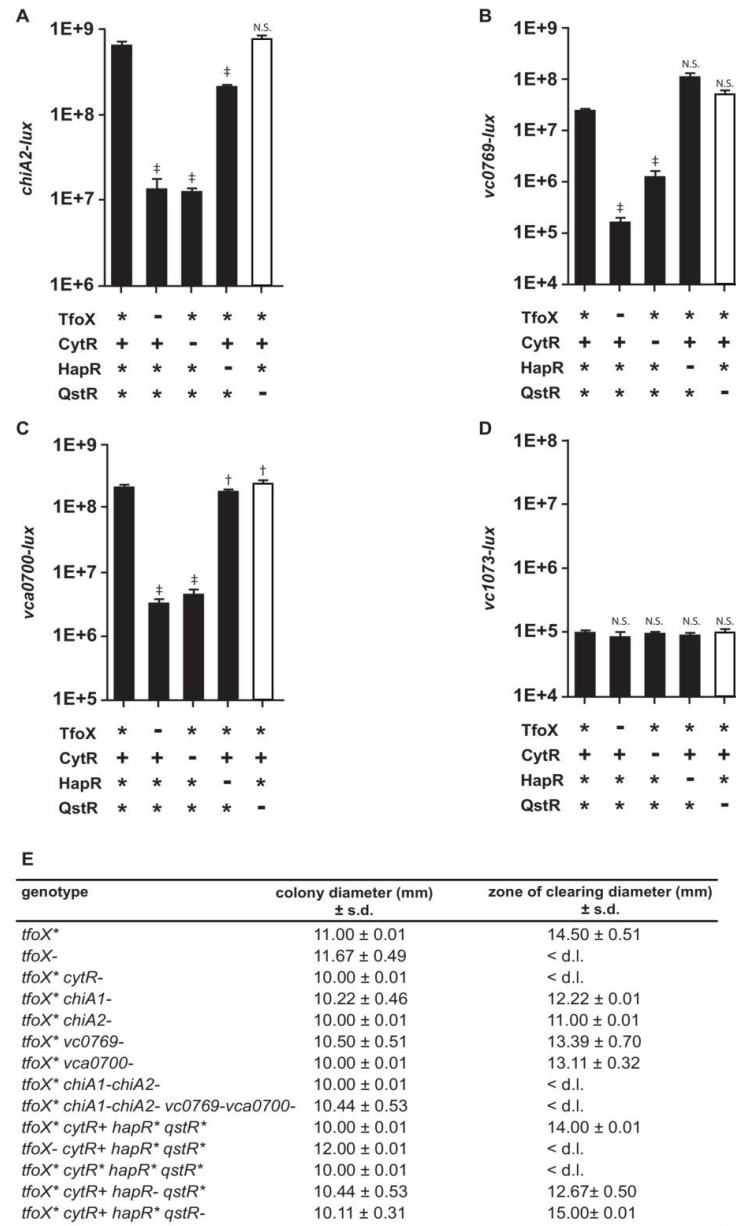 A
chiA2-lux
1E+9
1E+8
1E+7
1E+6
‡ ‡ ‡ N.S.
TfoX * - * * *
CytR + + - + +
HapR * * * - *
QstR * * * * -
B
vc0769-lux
1E+9
1E+8
1E+7
1E+6
1E+5
1E+4
‡ ‡ N.S. N.S.
TfoX * - * * *
CytR + + - + +
HapR * * * - *
QstR * * * * -
C
vca0700-lux
1E+9
1E+8
1E+7
1E+6
1E+5
‡ ‡ † †
TfoX * - * * *
CytR + + - + +
HapR * * * - *
QstR * * * * -
D
vc1073-lux
1E+8
1E+7
1E+6
1E+5
1E+4
N.S. N.S. N.S. N.S.
TfoX * - * * *
CytR + + - + +
HapR * * * - *
QstR * * * * -
E
genotype colony diameter (mm) ± s.d. zone of clearing diameter (mm) ± s.d.
tfoX* 11.00 ± 0.01 14.50 ± 0.51
tfoX- 11.67 ± 0.49 < d.l.
tfoX* cytR- 10.00 ± 0.01 < d.l.
tfoX* chiA1- 10.22 ± 0.46 12.22 ± 0.01
tfoX* chiA2- 10.00 ± 0.01 11.00 ± 0.01
tfoX* vc0769- 10.50 ± 0.51 13.39 ± 0.70
tfoX* vca0700- 10.00 ± 0.01 13.11 ± 0.32
tfoX* chiA1-chiA2- 10.00 ± 0.01 < d.l.
tfoX* chiA1-chiA2- vc0769-vca0700- 10.44 ± 0.53 < d.l.
tfoX* cytR+ hapR* qstR* 10.00 ± 0.01 14.00 ± 0.01
tfoX- cytR+ hapR* qstR* 12.00 ± 0.01 < d.l.
tfoX* cytR* hapR* qstR* 10.00 ± 0.01 < d.l.
tfoX* cytR+ hapR- qstR* 10.44 ± 0.53 12.67± 0.50
tfoX* cytR+ hapR* qstR- 10.11 ± 0.31 15.00± 0.01